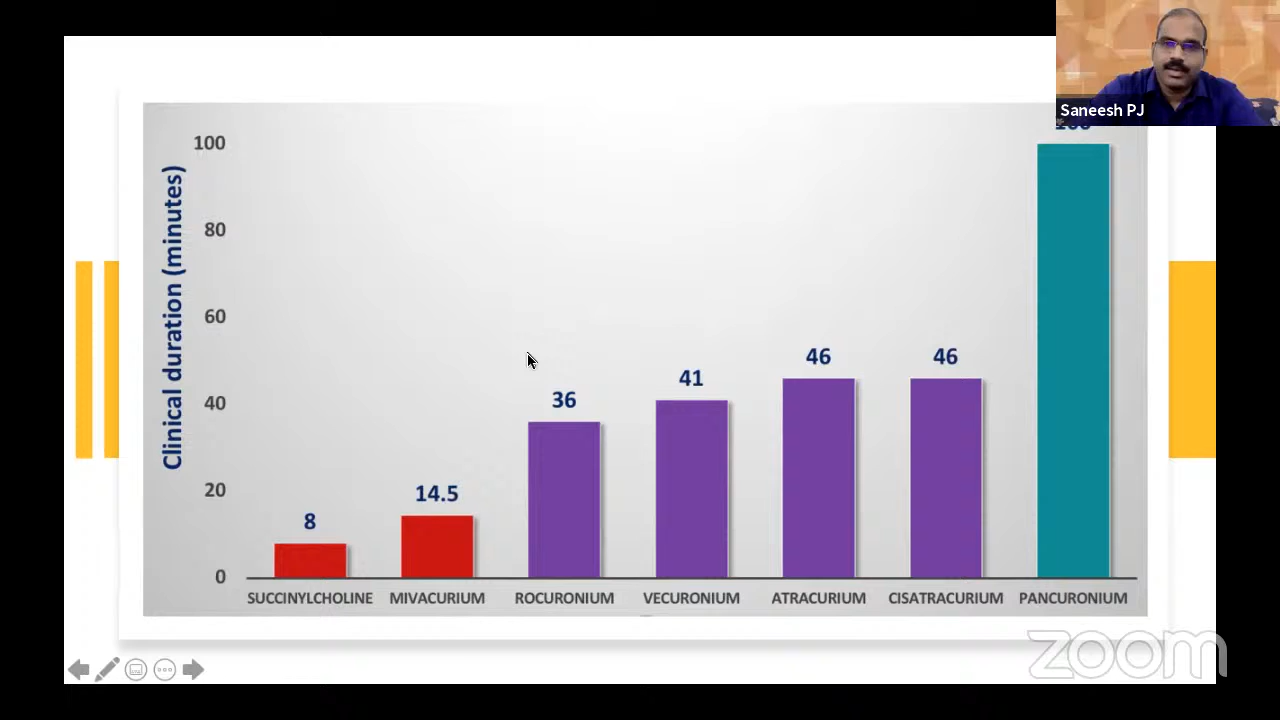 Saneesh PJ
Clinical duration (minutes)
100
80
60
40
20
0
8
14.5
36
41
46
46
SUCCINYLCHOLINE
MIVACURIUM
ROCURONIUM
VECURONIUM
ATRACURIUM
CISATRACURIUM
PANCURONIUM
zoom